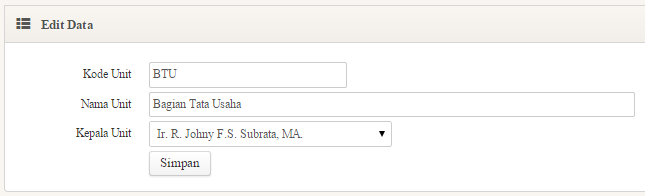 Edit Data
Kode Unit BTU
Nama Unit Bagian Tata Usaha
Kepala Unit Ir. R. Johny F.S. Subrata, MA.
Simpan